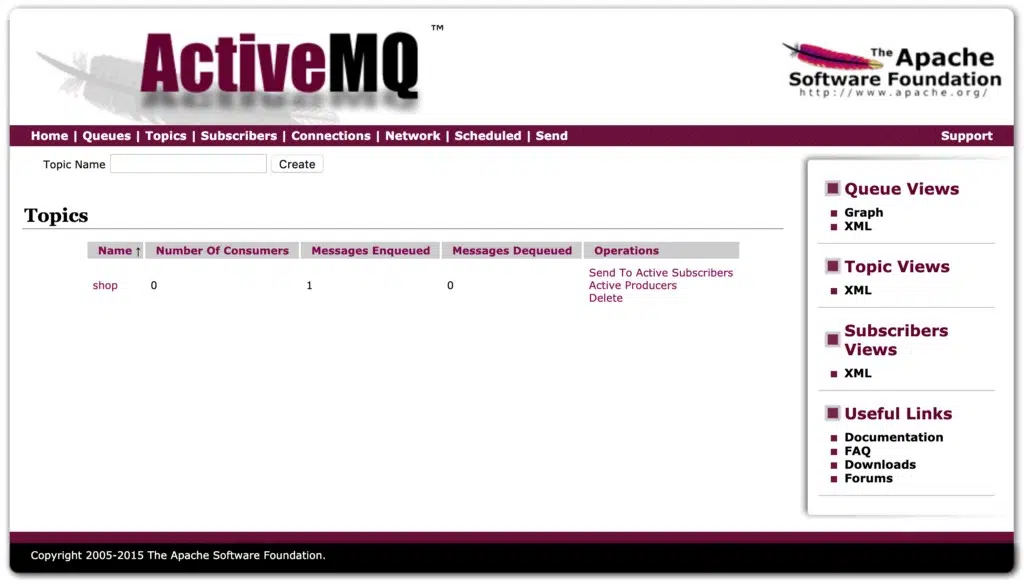 ActiveMQ™
The Apache
Software Foundation
http://www.apache.org/
Home | Queues | Topics | Subscribers | Connections | Network | Scheduled | Send
Support
Topic Name
Create
Topics
Name ↑ Number Of Consumers Messages Enqueued Messages Dequeued Operations
shop 0 1 0
Send To Active Subscribers
Active Producers
Delete
Queue Views
Graph
XML
Topic Views
XML
Subscribers
Views
XML
Useful Links
Documentation
FAQ
Downloads
Forums
Copyright 2005-2015 The Apache Software Foundation.